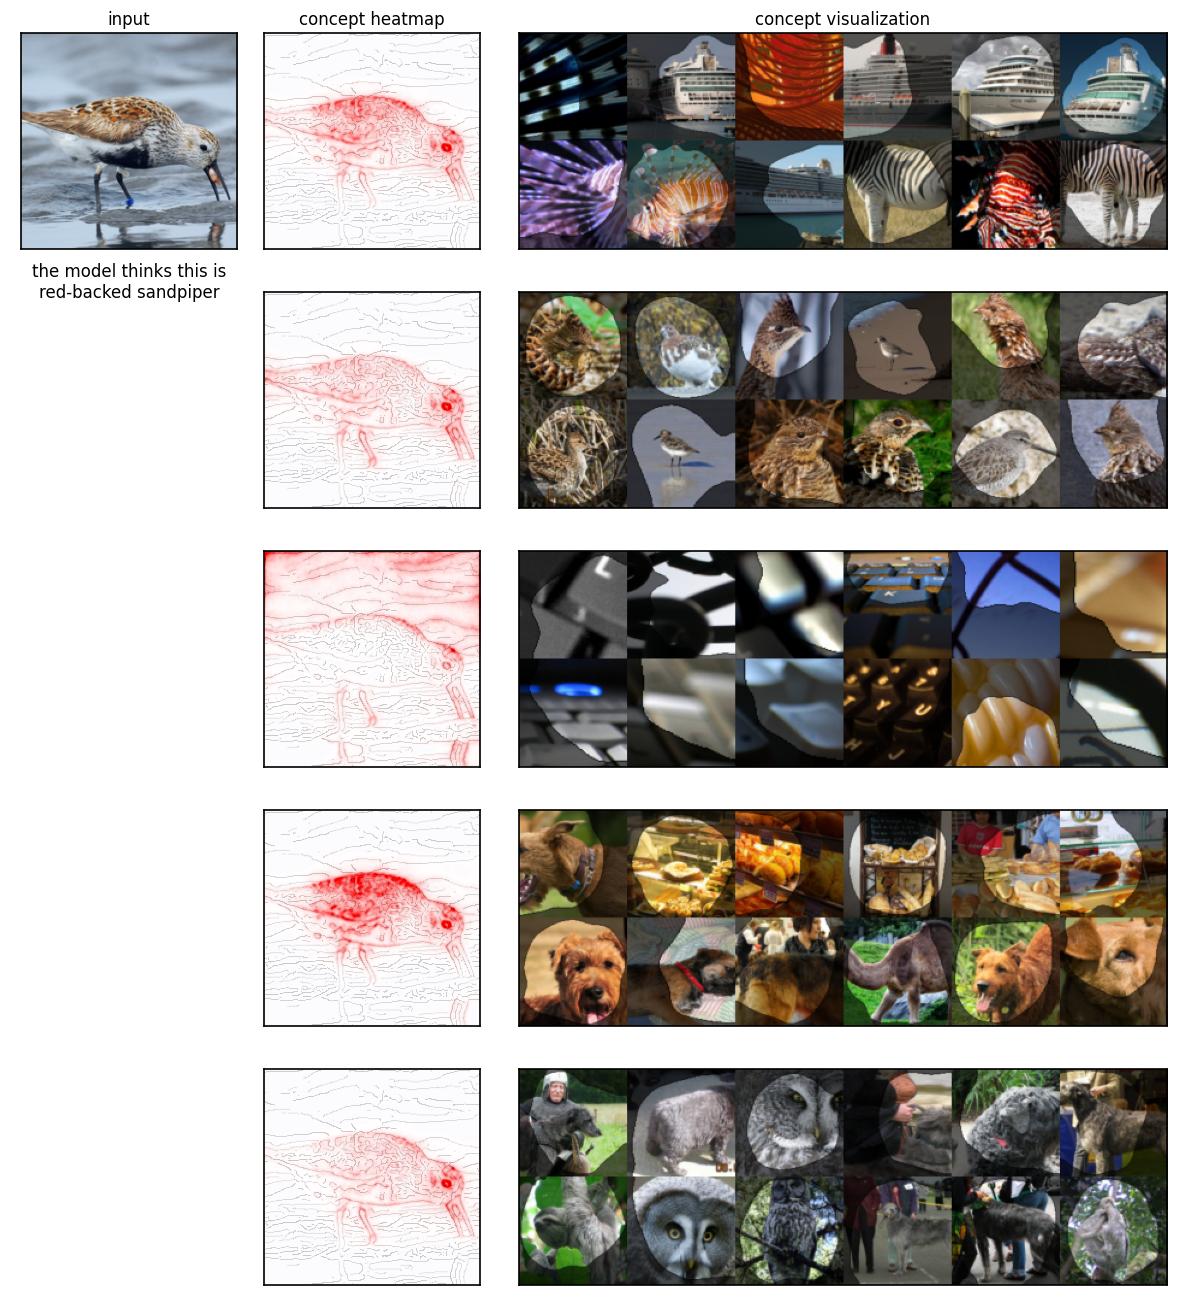 input
concept heatmap
concept visualization
the model thinks this is
red-backed sandpiper